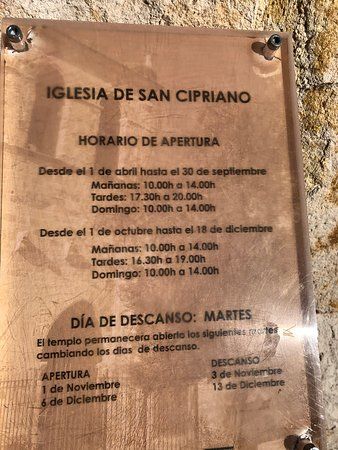 IGLESIA DE SAN CIPRIANO
HORARIO DE APERTURA
Desde el 1 de abril hasta el 30 de septiembre
Mañanas: 10.00h a 14.00h
Tardes: 17.30h a 20.00h
Domingo: 10.00h a 14.00h
Desde el 1 de octubre hasta el 18 de diciembre
Mañanas: 10.00h a 14.00h
Tardes: 16.30h a 19.00h
Domingo: 10.00h a 14.00h
DÍA DE DESCANSO: MARTES
El templo permanecera abierto los siguientes martes
cambiando los dias de descanso.
APERTURA DESCANSO
1 de Noviembre 3 de Noviembre
6 de Diciembre 13 de Diciembre